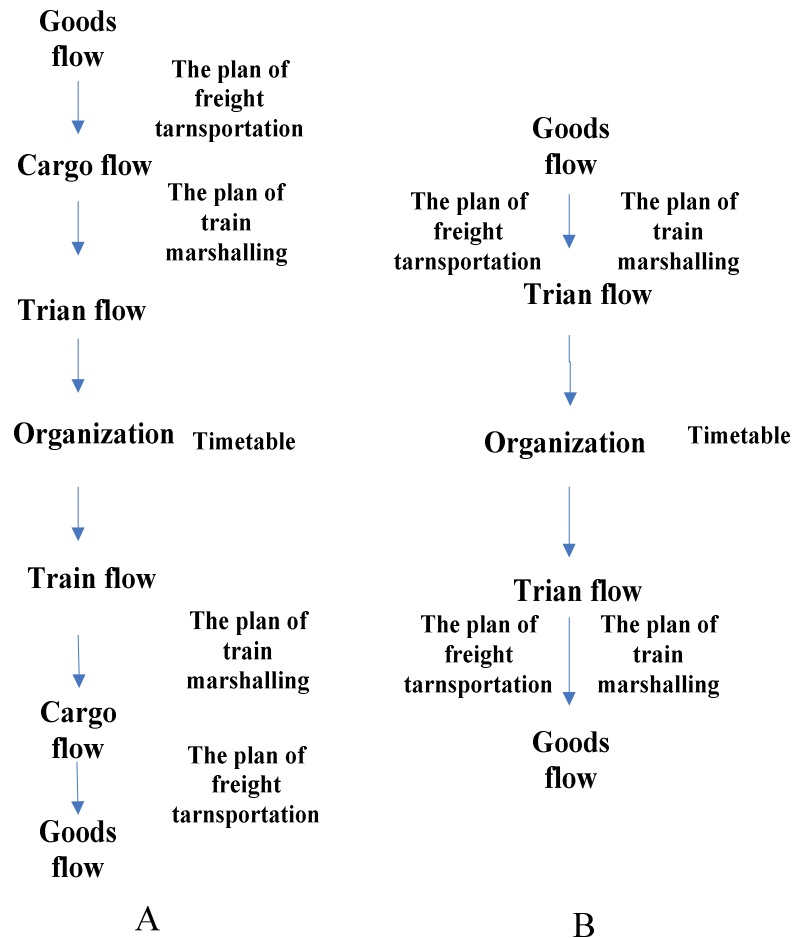 Goods
flow
The plan of
freight
tarnsportation
Cargo flow
The plan of
train
marshalling
Trian flow
Organization
Timetable
Train flow
The plan of
train
marshalling
Cargo
flow
The plan of
freight
tarnsportation
Goods
flow
A
Goods
flow
The plan of
freight
tarnsportation
The plan of
train
marshalling
Trian flow
Organization
Timetable
Trian flow
The plan of
freight
tarnsportation
The plan of
train
marshalling
Goods
flow
B